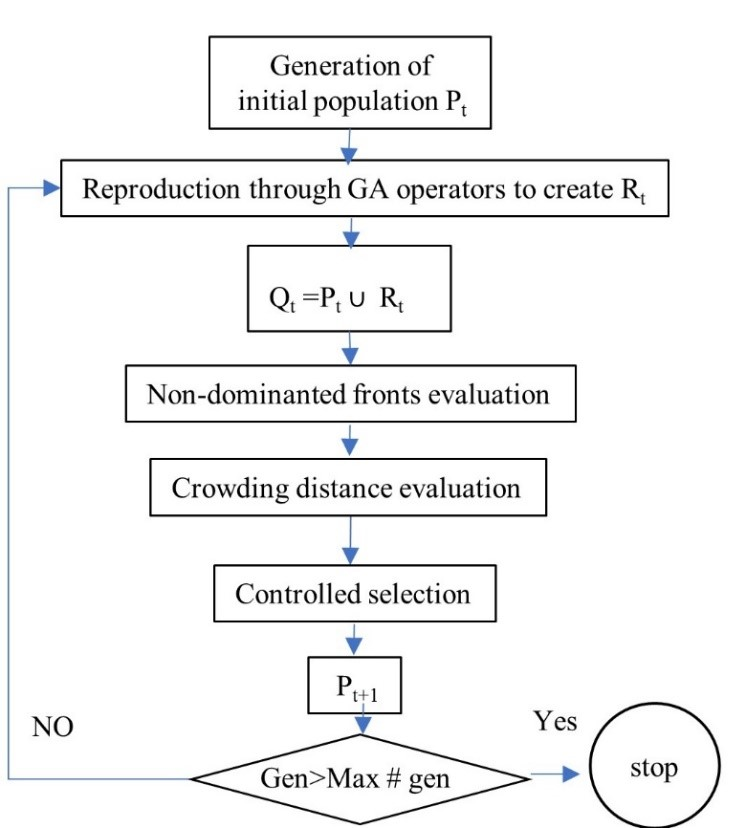 Generation of
initial population Pt
Reproduction through GA operators to create Rt
Qt =Pt ∪ Rt
Non-dominanted fronts evaluation
Crowding distance evaluation
Controlled selection
Pt+1
NO
Yes
Gen>Max # gen
stop